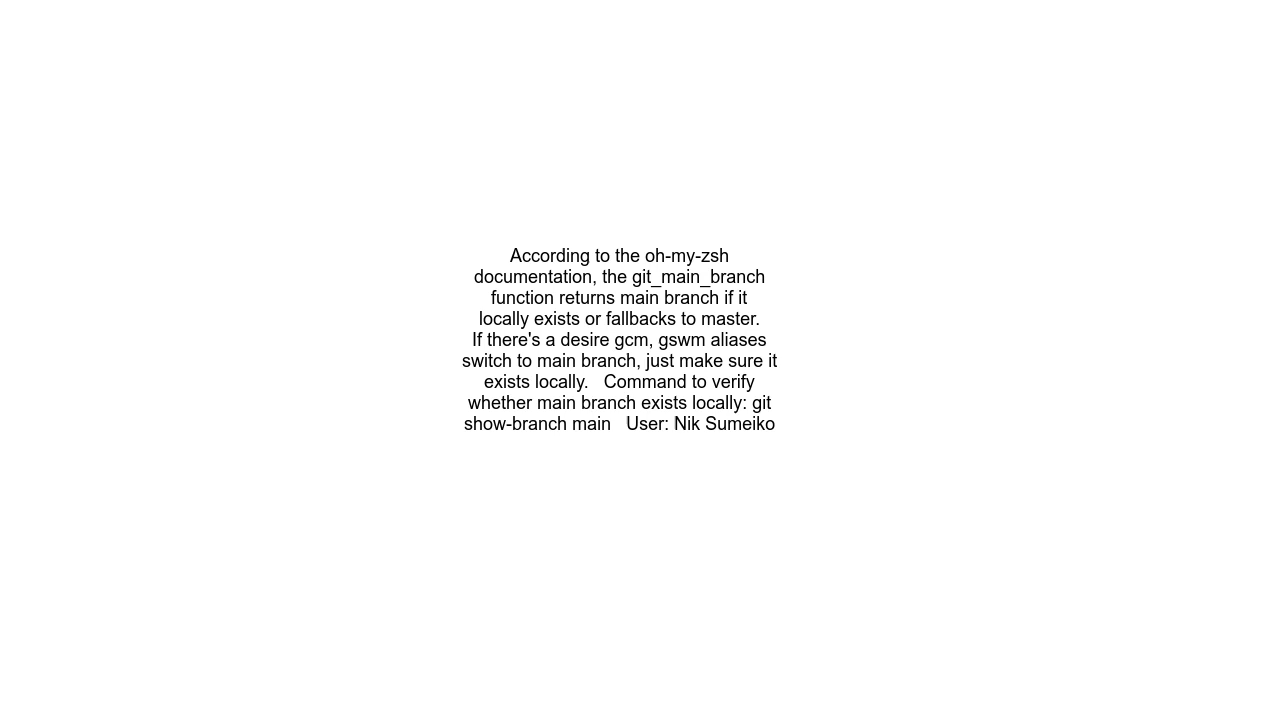 According to the oh-my-zsh
documentation, the git_main_branch
function returns main branch if it
locally exists or fallbacks to master.
If there's a desire gcm, gswm aliases
switch to main branch, just make sure it
exists locally.   Command to verify
whether main branch exists locally: git
show-branch main   User: Nik Sumeiko